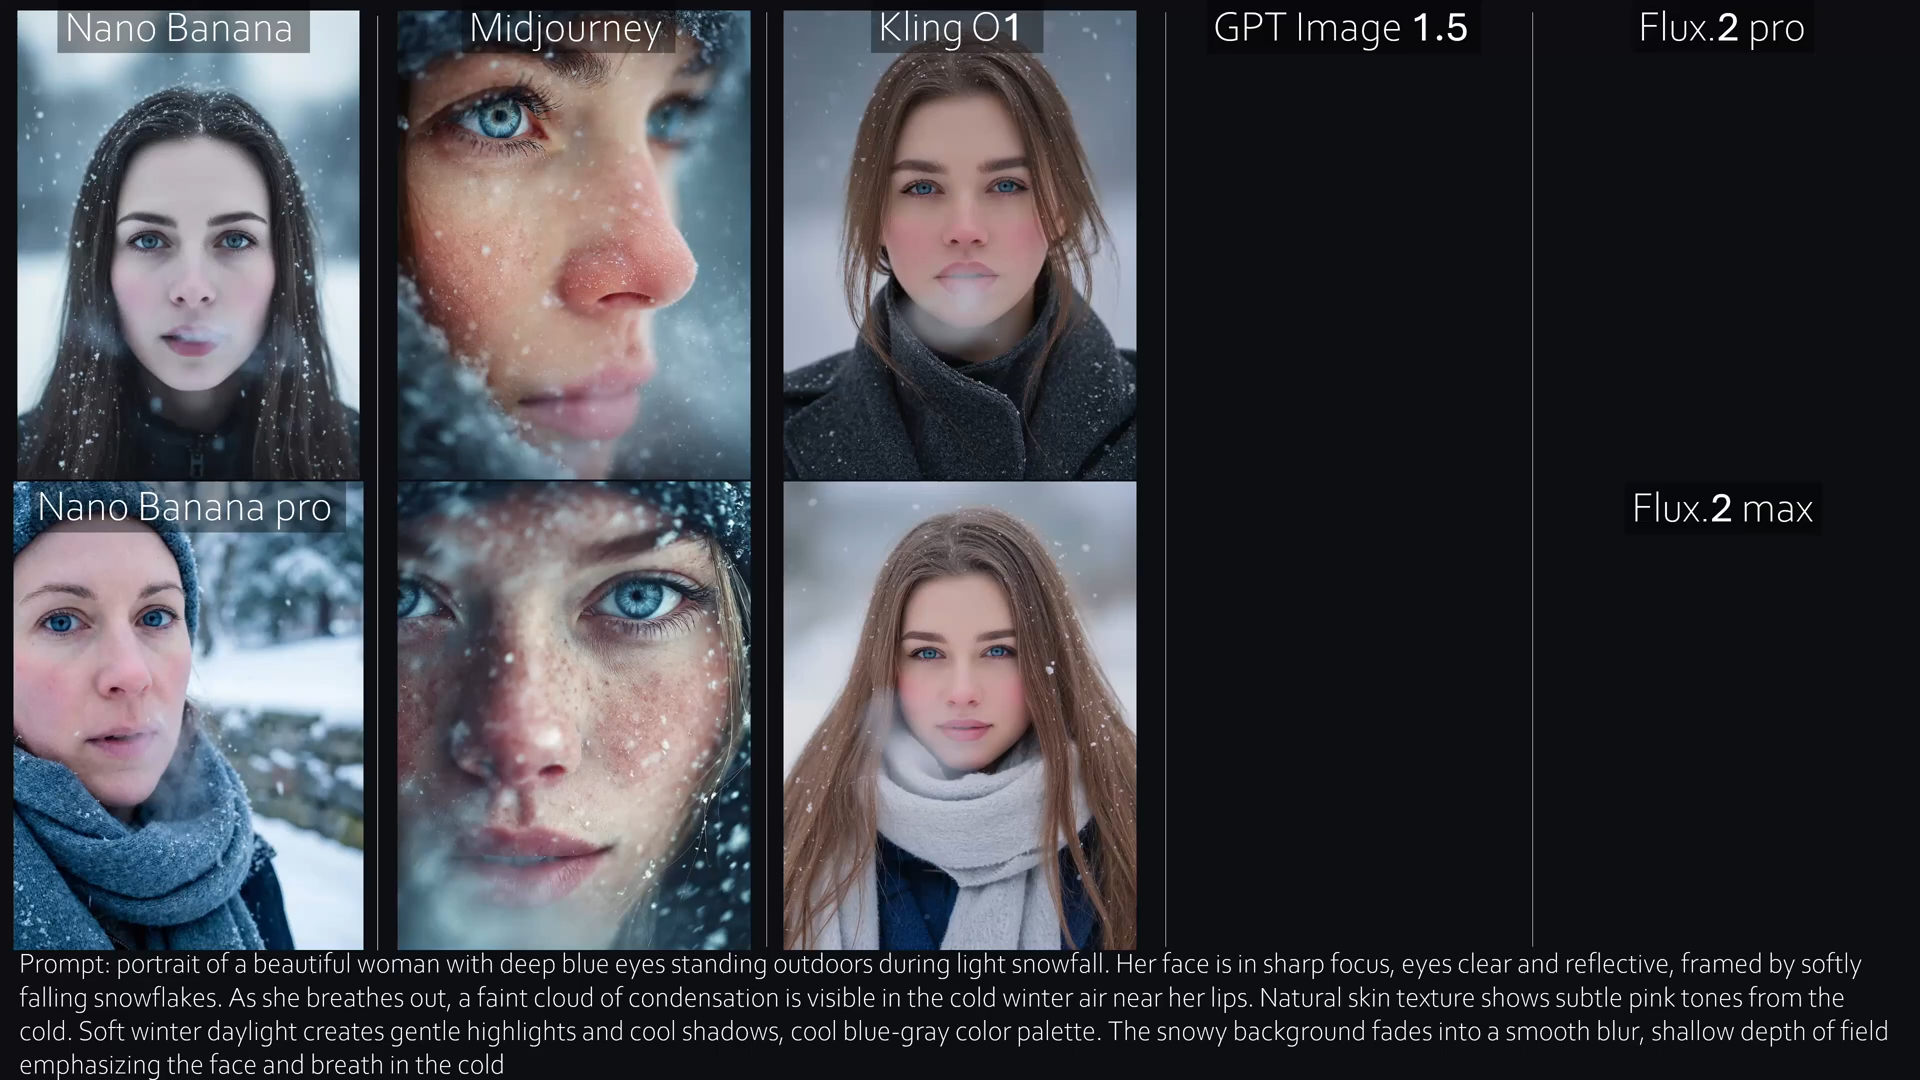 Nano Banana
Midjourney
Kling O1
GPT Image 1.5
Flux.2 pro
Nano Banana pro
Flux.2 max
Prompt: portrait of a beautiful woman with deep blue eyes standing outdoors during light snowfall. Her face is in sharp focus, eyes clear and reflective, framed by softly
falling snowflakes. As she breathes out, a faint cloud of condensation is visible in the cold winter air near her lips. Natural skin texture shows subtle pink tones from the
cold. Soft winter daylight creates gentle highlights and cool shadows, cool blue-gray color palette. The snowy background fades into a smooth blur, shallow depth of field
emphasizing the face and breath in the cold